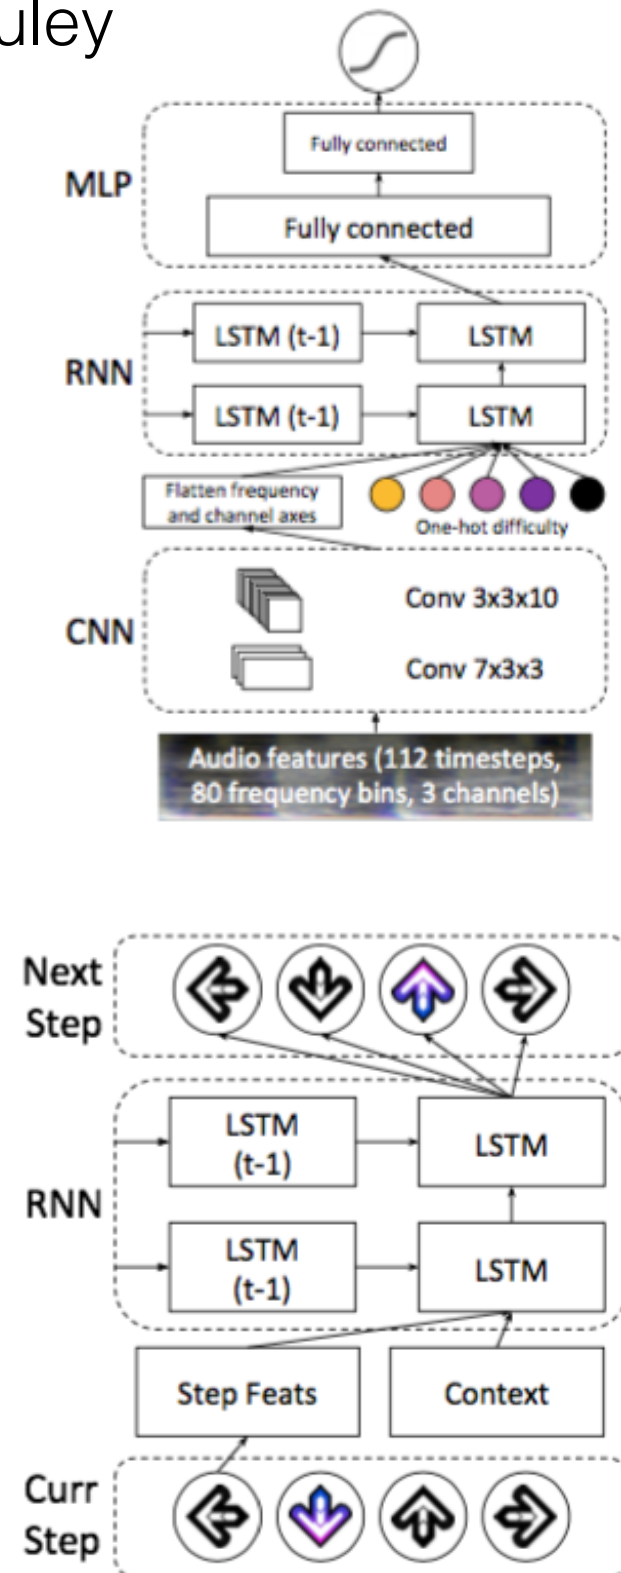 uley
Fully connected
MLP
Fully connected
LSTM (t-1) LSTM
RNN
LSTM (t-1) LSTM
Flatten frequency
and channel axes
One-hot difficulty
Conv 3x3x10
CNN
Conv 7x3x3
Audio features (112 timesteps,
80 frequency bins, 3 channels)
Next
Step
LSTM
(t-1)
LSTM
RNN
LSTM
(t-1)
LSTM
Step Feats Context
Curr
Step